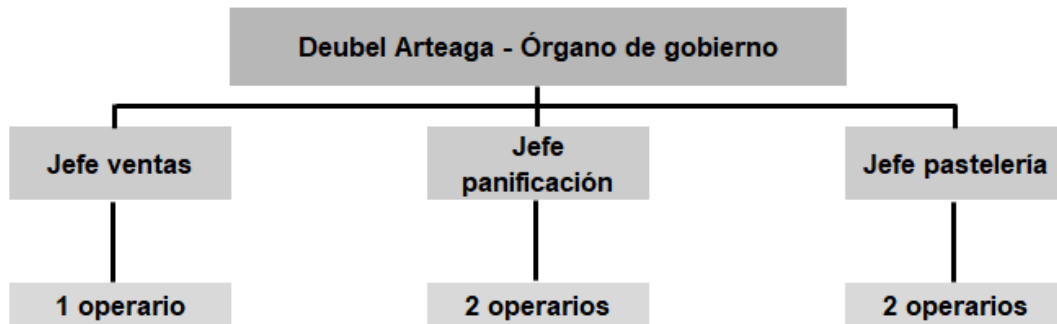 Deubel Arteaga - Órgano de gobierno
Jefe ventas
Jefe
panificación
Jefe pastelería
1 operario
2 operarios
2 operarios